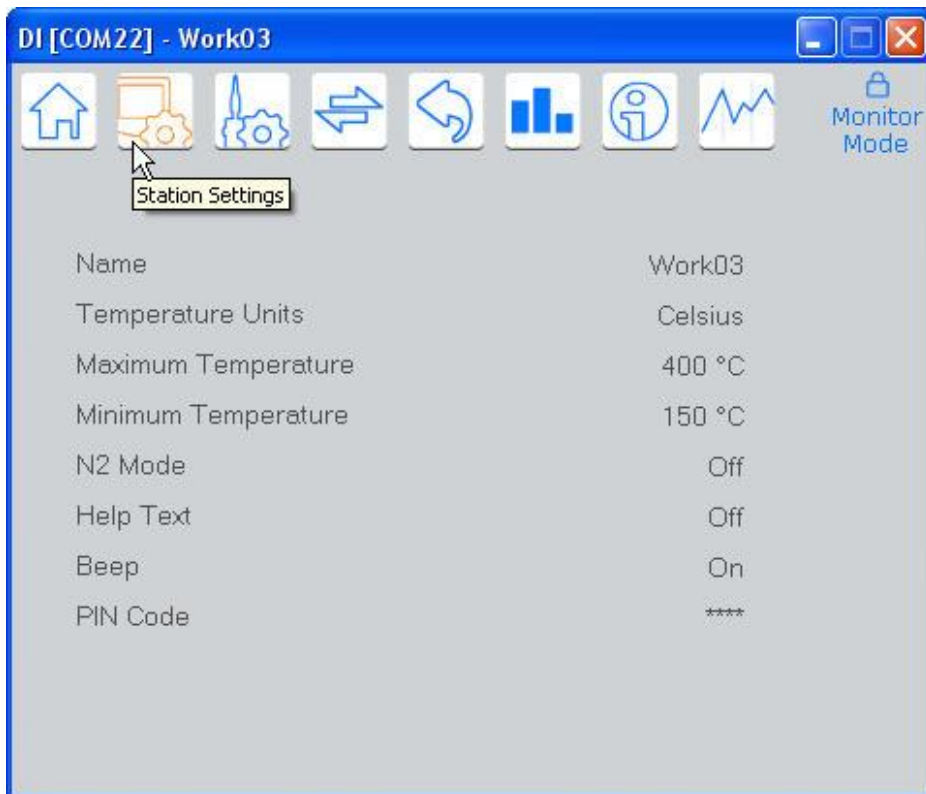 DI [COM22] - Work03
Monitor
Mode
Station Settings
Name Work03
Temperature Units Celsius
Maximum Temperature 400 °C
Minimum Temperature 150 °C
N2 Mode Off
Help Text Off
Beep On
PIN Code ****